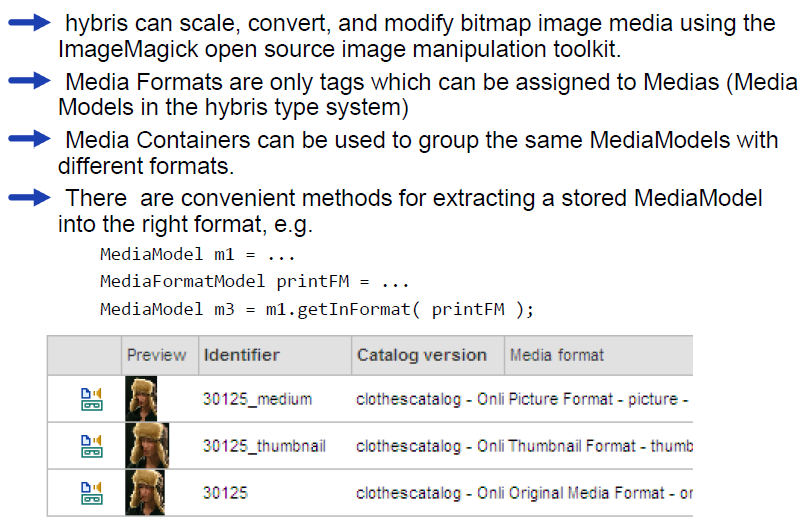 hybris can scale, convert, and modify bitmap image media using the
ImageMagick open source image manipulation toolkit.
Media Formats are only tags which can be assigned to Medias (Media
Models in the hybris type system)
Media Containers can be used to group the same MediaModels with
different formats.
There are convenient methods for extracting a stored MediaModel
into the right format, e.g.
MediaModel m1 = ...
MediaFormatModel printFM = ...
MediaModel m3 = m1.getInFormat( printFM );
Preview Identifier Catalog version Media format
30125_medium clothescatalog - Onli Picture Format - picture -
30125_thumbnail clothescatalog - Onli Thumbnail Format - thumb
30125 clothescatalog - Onli Original Media Format - or